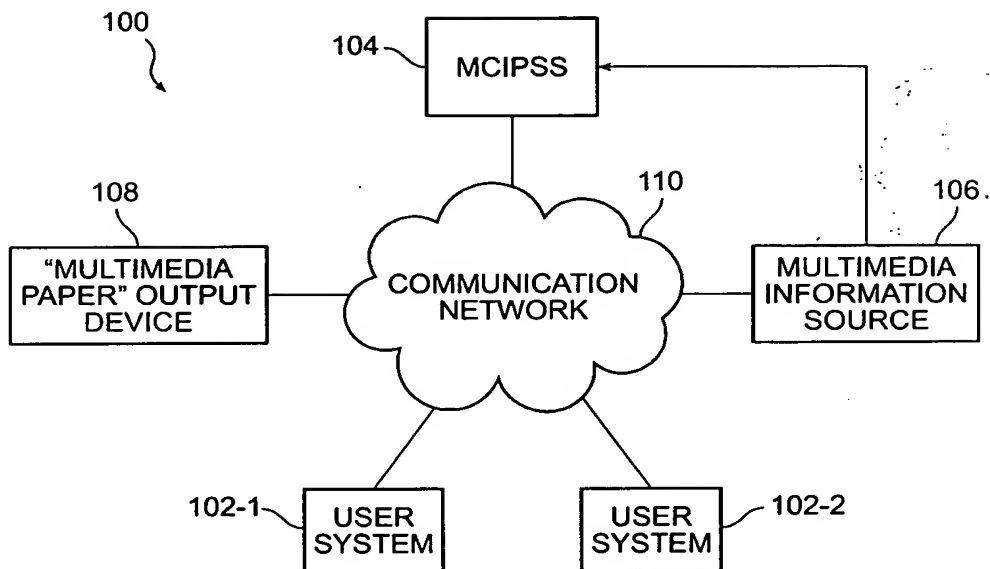 100
104
MCIPSS
108
110
106.
"MULTIMEDIA
PAPER" OUTPUT
DEVICE
COMMUNICATION
NETWORK
MULTIMEDIA
INFORMATION
SOURCE
102-1
USER
SYSTEM
USER
SYSTEM
102-2